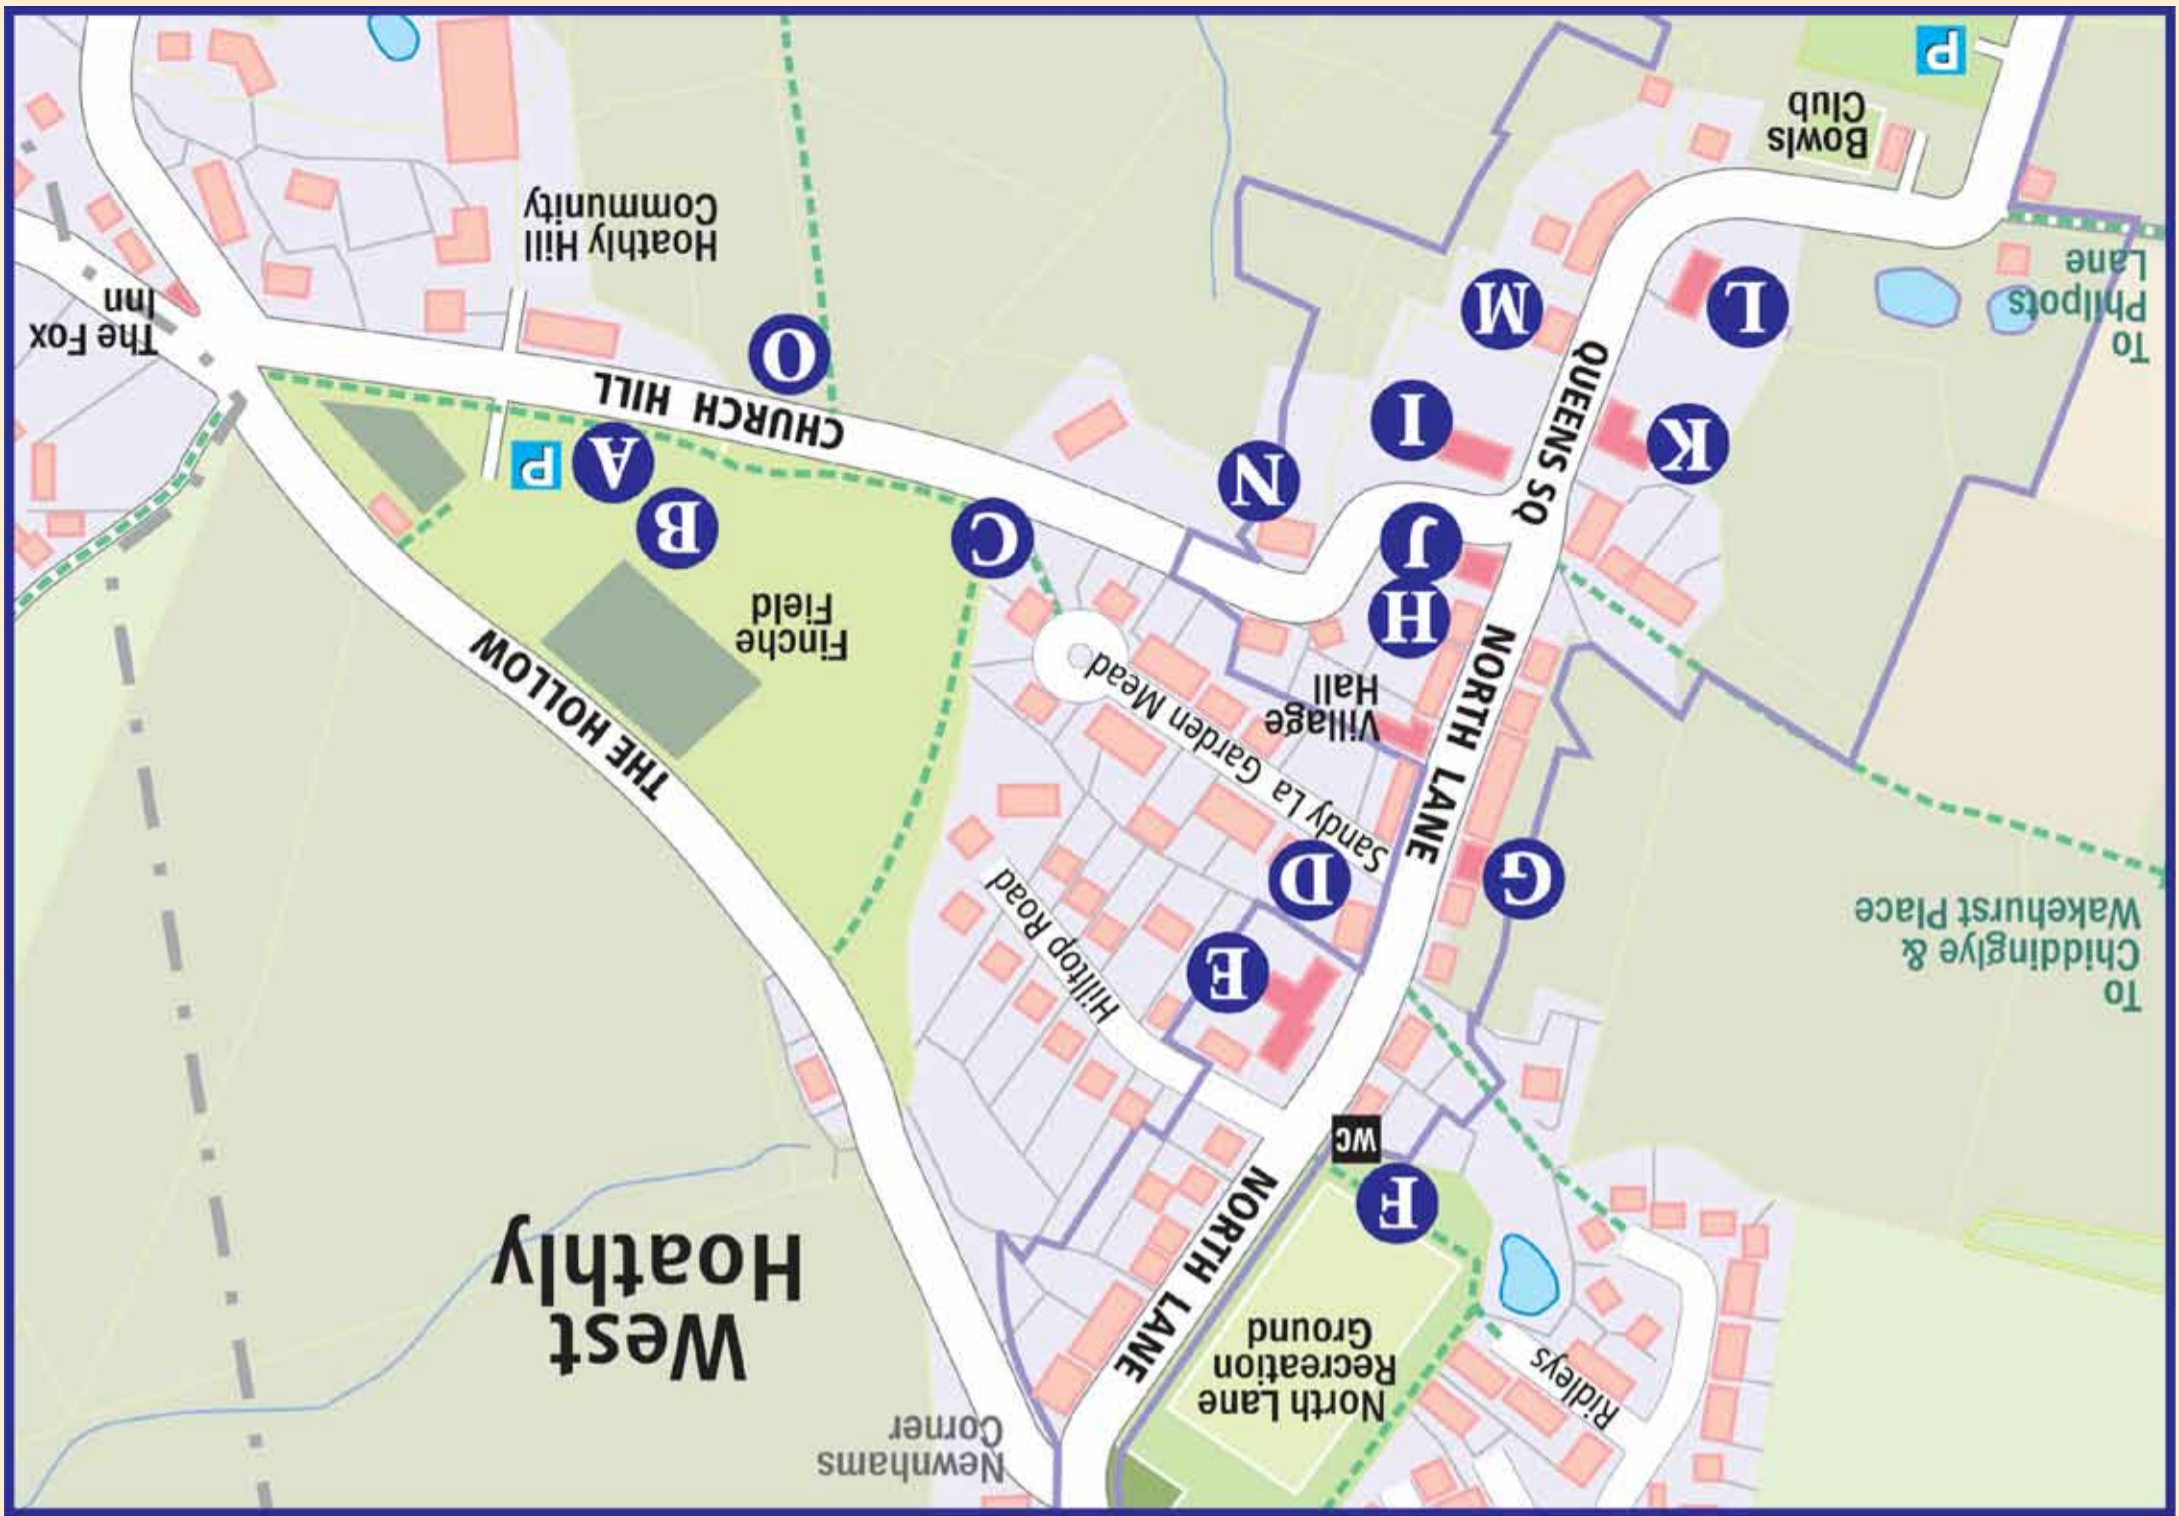 Newnhams
Corner
Ridleys
North Lane
Recreation
Ground
West
Hoathly
NORTH LANE
F
WC
To
Chiddinglye &
Wakehurst Place
Hilltop Road
E
G
D
Sandy La Garden Mead
NORTH LANE
THE HOLLOW
Village
Hall
Finche
Field
H
J
C
B
N
A
P
K
I
QUEENS SQ
CHURCH HILL
O
The Fox
Inn
To
Philpots
Lane
L
M
Hoathly Hill
Community
Bowls
Club
P